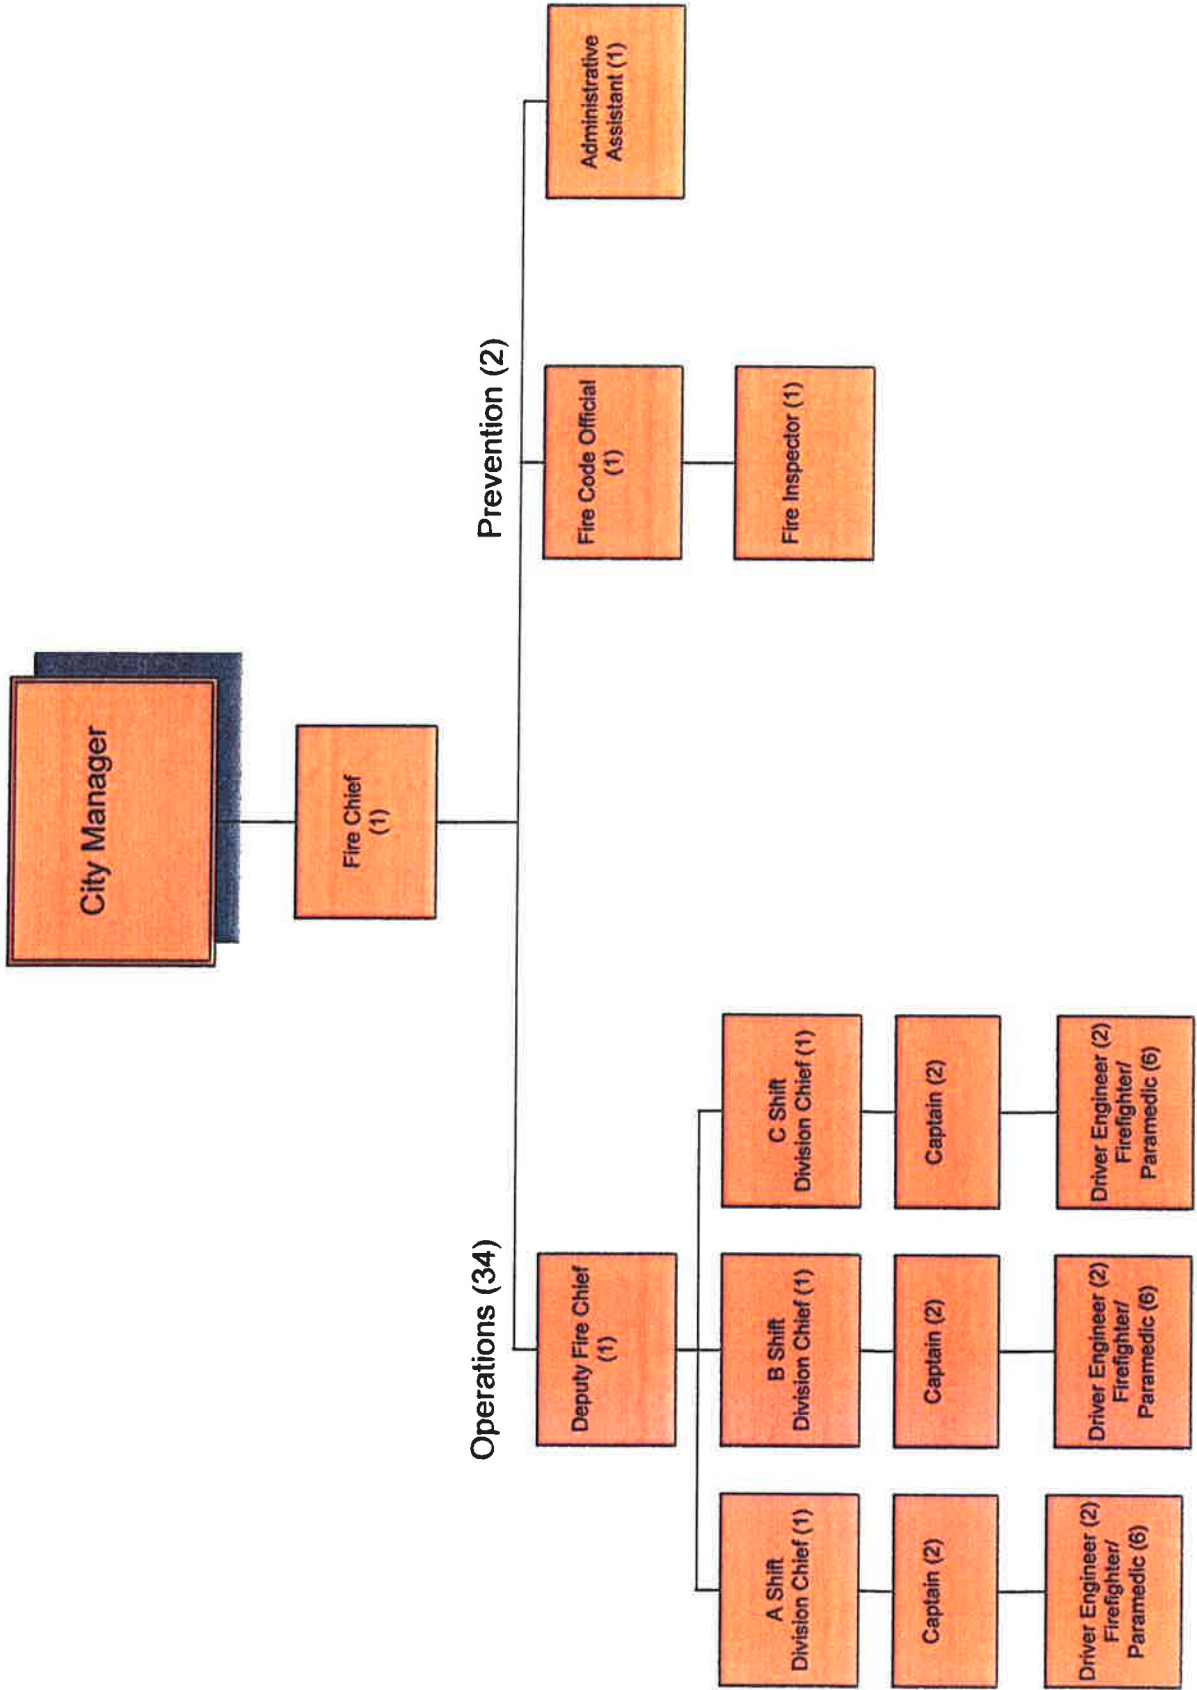 City Manager
Fire Chief
(1)
Operations (34)
Prevention (2)
Deputy Fire Chief
(1)
Fire Code Official
(1)
Administrative
Assistant (1)
Fire Inspector (1)
A Shift
Division Chief (1)
B Shift
Division Chief (1)
C Shift
Division Chief (1)
Captain (2)
Captain (2)
Captain (2)
Driver Engineer (2)
Firefighter/
Paramedic (6)
Driver Engineer (2)
Firefighter/
Paramedic (6)
Driver Engineer (2)
Firefighter/
Paramedic (6)